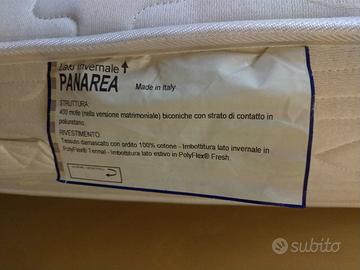 Lato Invernale
PANAREA Made in Italy
STRUTTURA:
400 molle (nella versione matrimoniale) biconiche con strato di contatto in
poliuretano.
RIVESTIMENTO:
Tessuto damascato con ordito 100% cotone - Imbottitura lato invernale in
PolyFlex® Termal - Imbottitura lato estivo in PolyFlex® Fresh.
subito